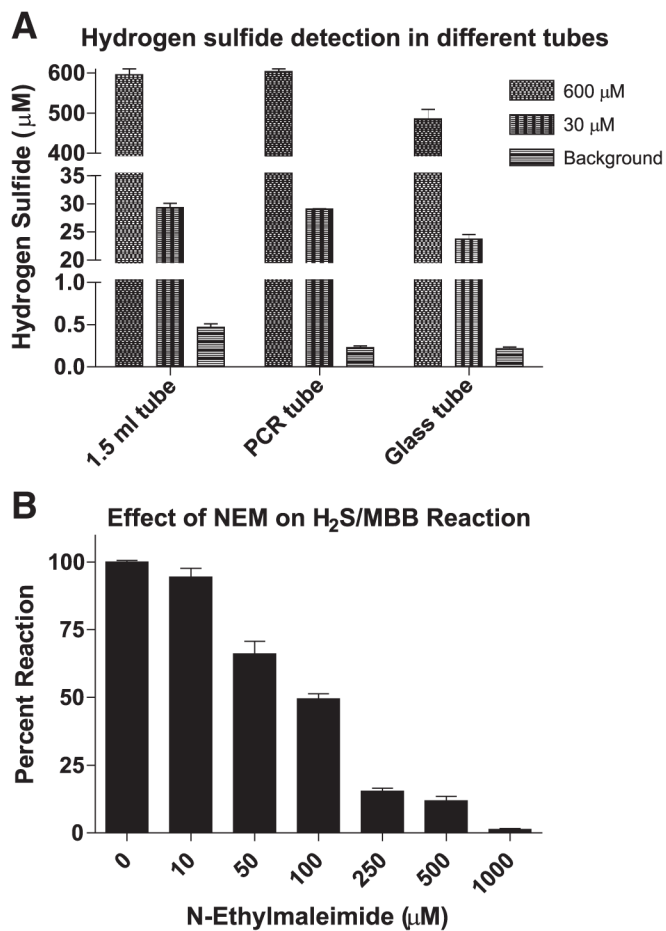 A
Hydrogen sulfide detection in different tubes
Hydrogen Sulfide (μM)
600
500
400
35
30
25
20
1.0
0.5
0.0
600 μM
30 μM
Background
1.5 ml tube
PCR tube
Glass tube
B
Effect of NEM on H₂S/MBB Reaction
Percent Reaction
100
75
50
25
0
0
10
50
100
250
500
1000
N-Ethylmaleimide (μM)